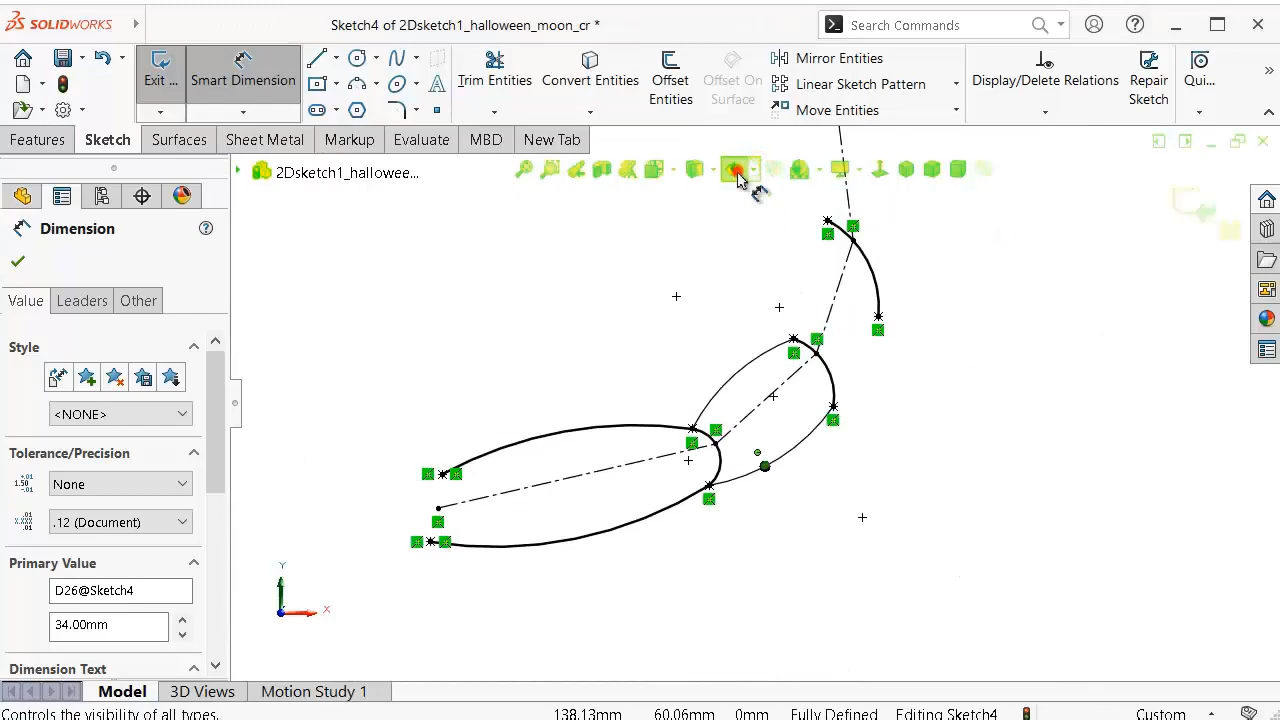 SOLIDWORKS
Sketch4 of 2Dsketch1_halloween_moon_cr *
Search Commands
Exit ...
Smart Dimension
Trim Entities
Convert Entities
Offset Entities
Offset On Surface
Mirror Entities
Linear Sketch Pattern
Move Entities
Display/Delete Relations
Repair Sketch
Qui...
Features
Sketch
Surfaces
Sheet Metal
Markup
Evaluate
MBD
New Tab
2Dsketch1_hallowee...
Dimension
Value
Leaders
Other
Style
<NONE>
Tolerance/Precision
1.50 +.01 -.01
None
.12 (Document)
Primary Value
D26@Sketch4
34.00mm
Dimension Text
Y
X
Model
3D Views
Motion Study 1
Controls the visibility of all types.
138.13mm
60.06mm
0mm
Fully Defined
Editing Sketch4
Custom